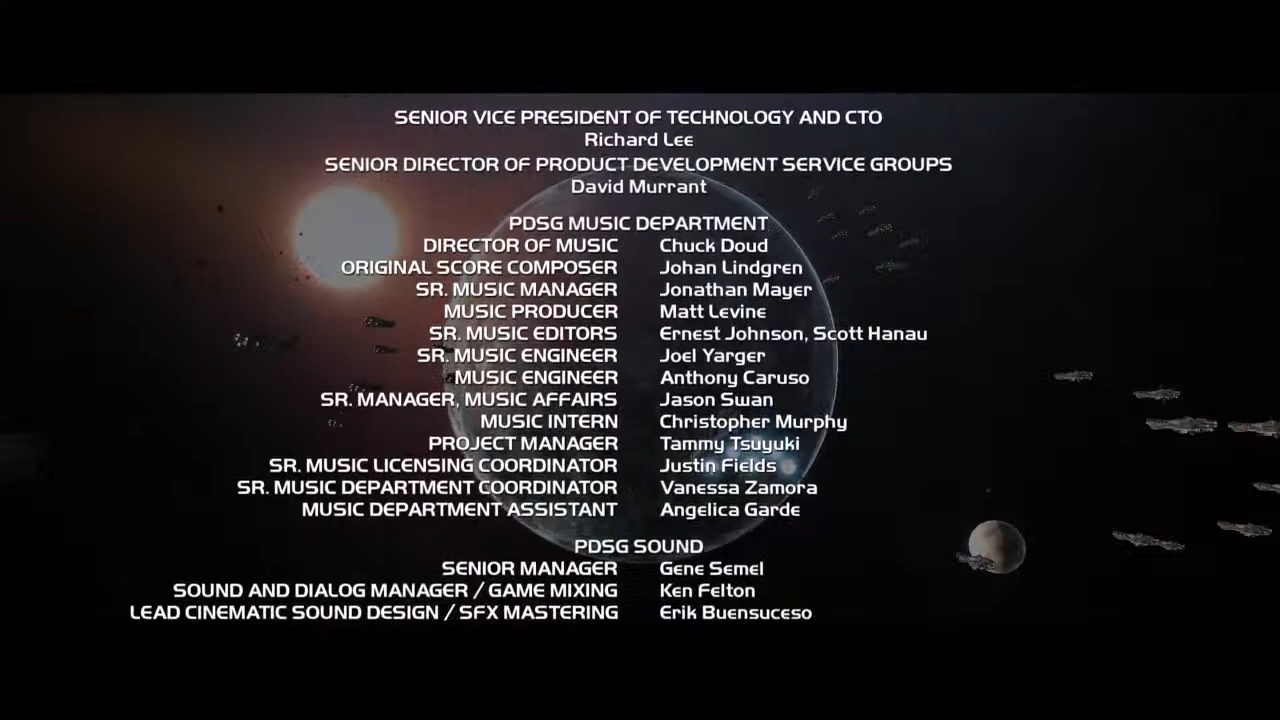 SENIOR VICE PRESIDENT OF TECHNOLOGY AND CTO
Richard Lee
SENIOR DIRECTOR OF PRODUCT DEVELOPMENT SERVICE GROUPS
David Murrant
PDSG MUSIC DEPARTMENT
DIRECTOR OF MUSIC Chuck Doud
ORIGINAL SCORE COMPOSER Johan Lindgren
SR. MUSIC MANAGER Jonathan Mayer
MUSIC PRODUCER Matt Levine
SR. MUSIC EDITORS Ernest Johnson, Scott Hanau
SR. MUSIC ENGINEER Joel Yarger
MUSIC ENGINEER Anthony Caruso
SR. MANAGER, MUSIC AFFAIRS Jason Swan
MUSIC INTERN Christopher Murphy
PROJECT MANAGER Tammy Tsuyuki
SR. MUSIC LICENSING COORDINATOR Justin Fields
SR. MUSIC DEPARTMENT COORDINATOR Vanessa Zamora
MUSIC DEPARTMENT ASSISTANT Angelica Garde
PDSG SOUND
SENIOR MANAGER Gene Semel
SOUND AND DIALOG MANAGER / GAME MIXING Ken Felton
LEAD CINEMATIC SOUND DESIGN / SFX MASTERING Erik Buensuceso